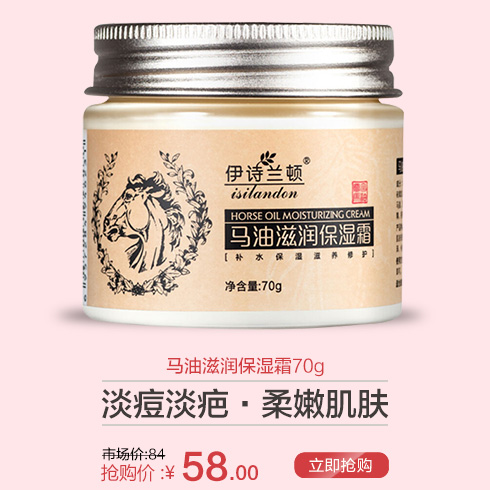 伊诗兰顿®
isilandon
HORSE OIL MOISTURIZING CREAM
马油滋润保湿霜
[补水保湿滋养修护]
净含量:70g
马油滋润保湿霜70g
淡痘淡疤·柔嫩肌肤
市场价:84
抢购价:¥ 58.00
立即抢购